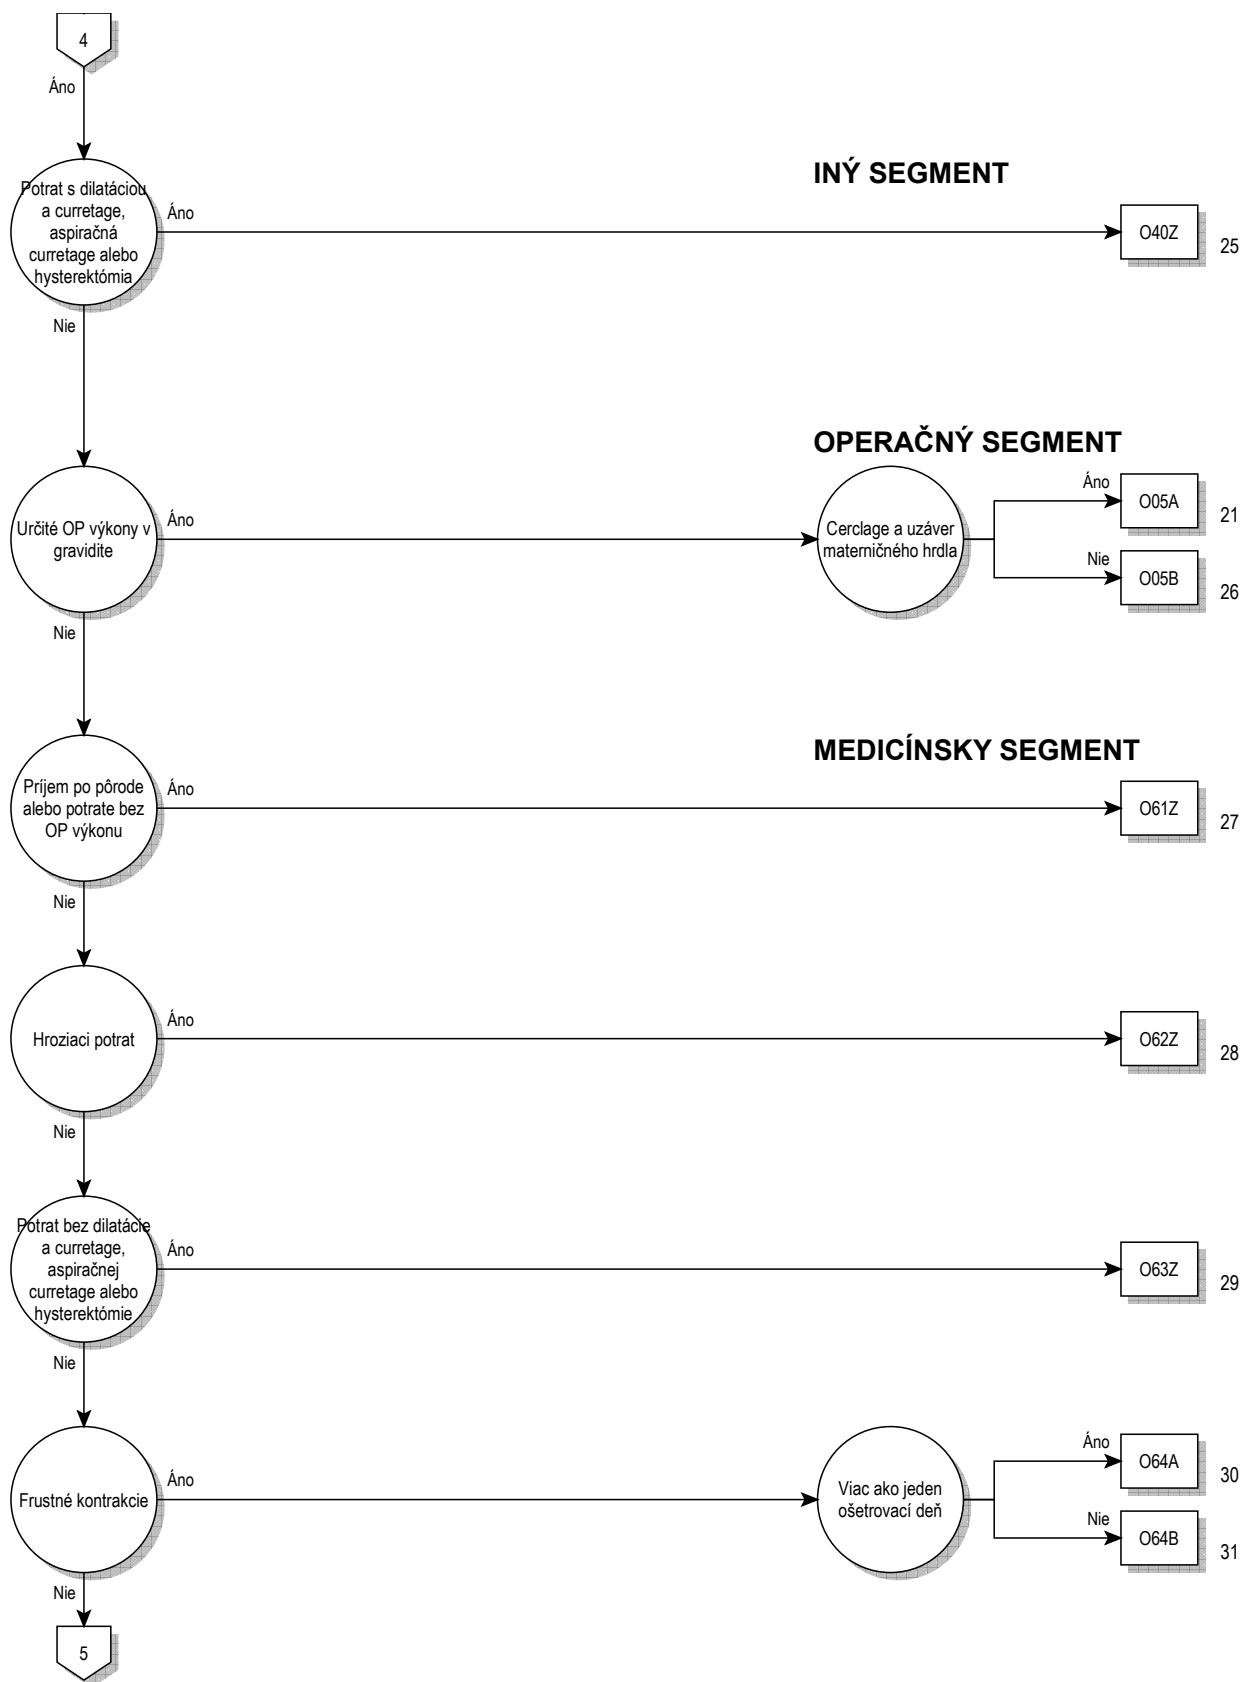 4
Áno
INÝ SEGMENT
Potrat s dilatáciou
a curretage,
aspiračná
curretage alebo
hysterektómia
Áno
O40Z
25
Nie
OPERAČNÝ SEGMENT
Určité OP výkony v
gravidite
Áno
Cerclage a uzáver
materničného hrdla
Áno
O05A
21
Nie
O05B
26
Nie
MEDICÍNSKY SEGMENT
Príjem po pôrode
alebo potrate bez
OP výkonu
Áno
O61Z
27
Nie
Hroziaci potrat
Áno
O62Z
28
Nie
Potrat bez dilatácie
a curretage,
aspiračnej
curretage alebo
hysterektómie
Áno
O63Z
29
Nie
Frustné kontrakcie
Áno
Viac ako jeden
ošetrovací deň
Áno
O64A
30
Nie
O64B
31
Nie
5